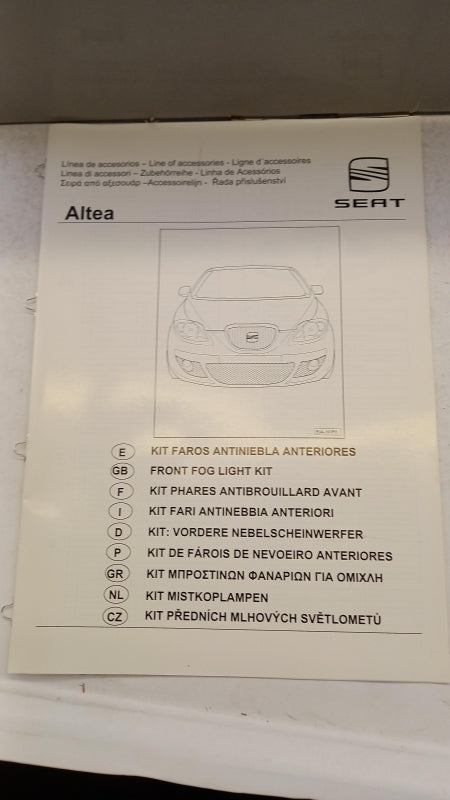 Línea de accesorios – Line of accessories - Ligne d´accessoires
Linea di accessori – Zubehörreihe - Linha de Acessórios
Σειρά από αξεσουάρ –Accessoirelijn - Řada příslušenství
SEAT
Altea
E KIT FAROS ANTINIEBLA ANTERIORES
GB FRONT FOG LIGHT KIT
F KIT PHARES ANTIBROUILLARD AVANT
I KIT FARI ANTINEBBIA ANTERIORI
D KIT: VORDERE NEBELSCHEINWERFER
P KIT DE FÁROIS DE NEVOEIRO ANTERIORES
GR KIT ΜΠΡΟΣΤΙΝΩΝ ΦΑΝΑΡΙΩΝ ΓΙΑ ΟΜΙΧΛΗ
NL KIT MISTKOPLAMPEN
CZ KIT PŘEDNÍCH MLHOVÝCH SVĚTLOMETŮ